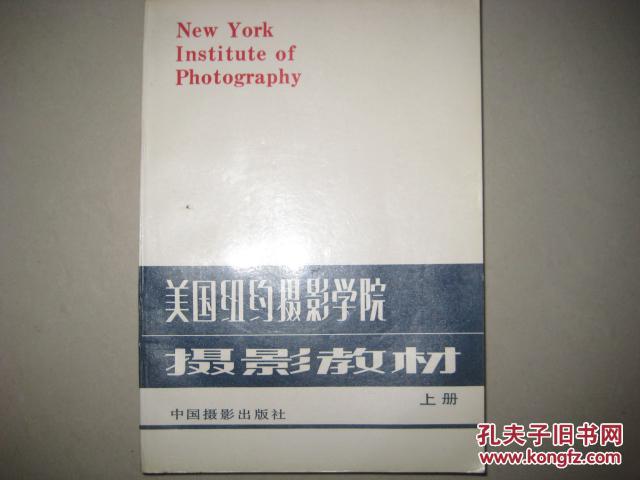 New York
Institute of
Photography
美国纽约摄影学院
摄影教材
上册
中国摄影出版社
孔夫子旧书网
www.kongfz.com